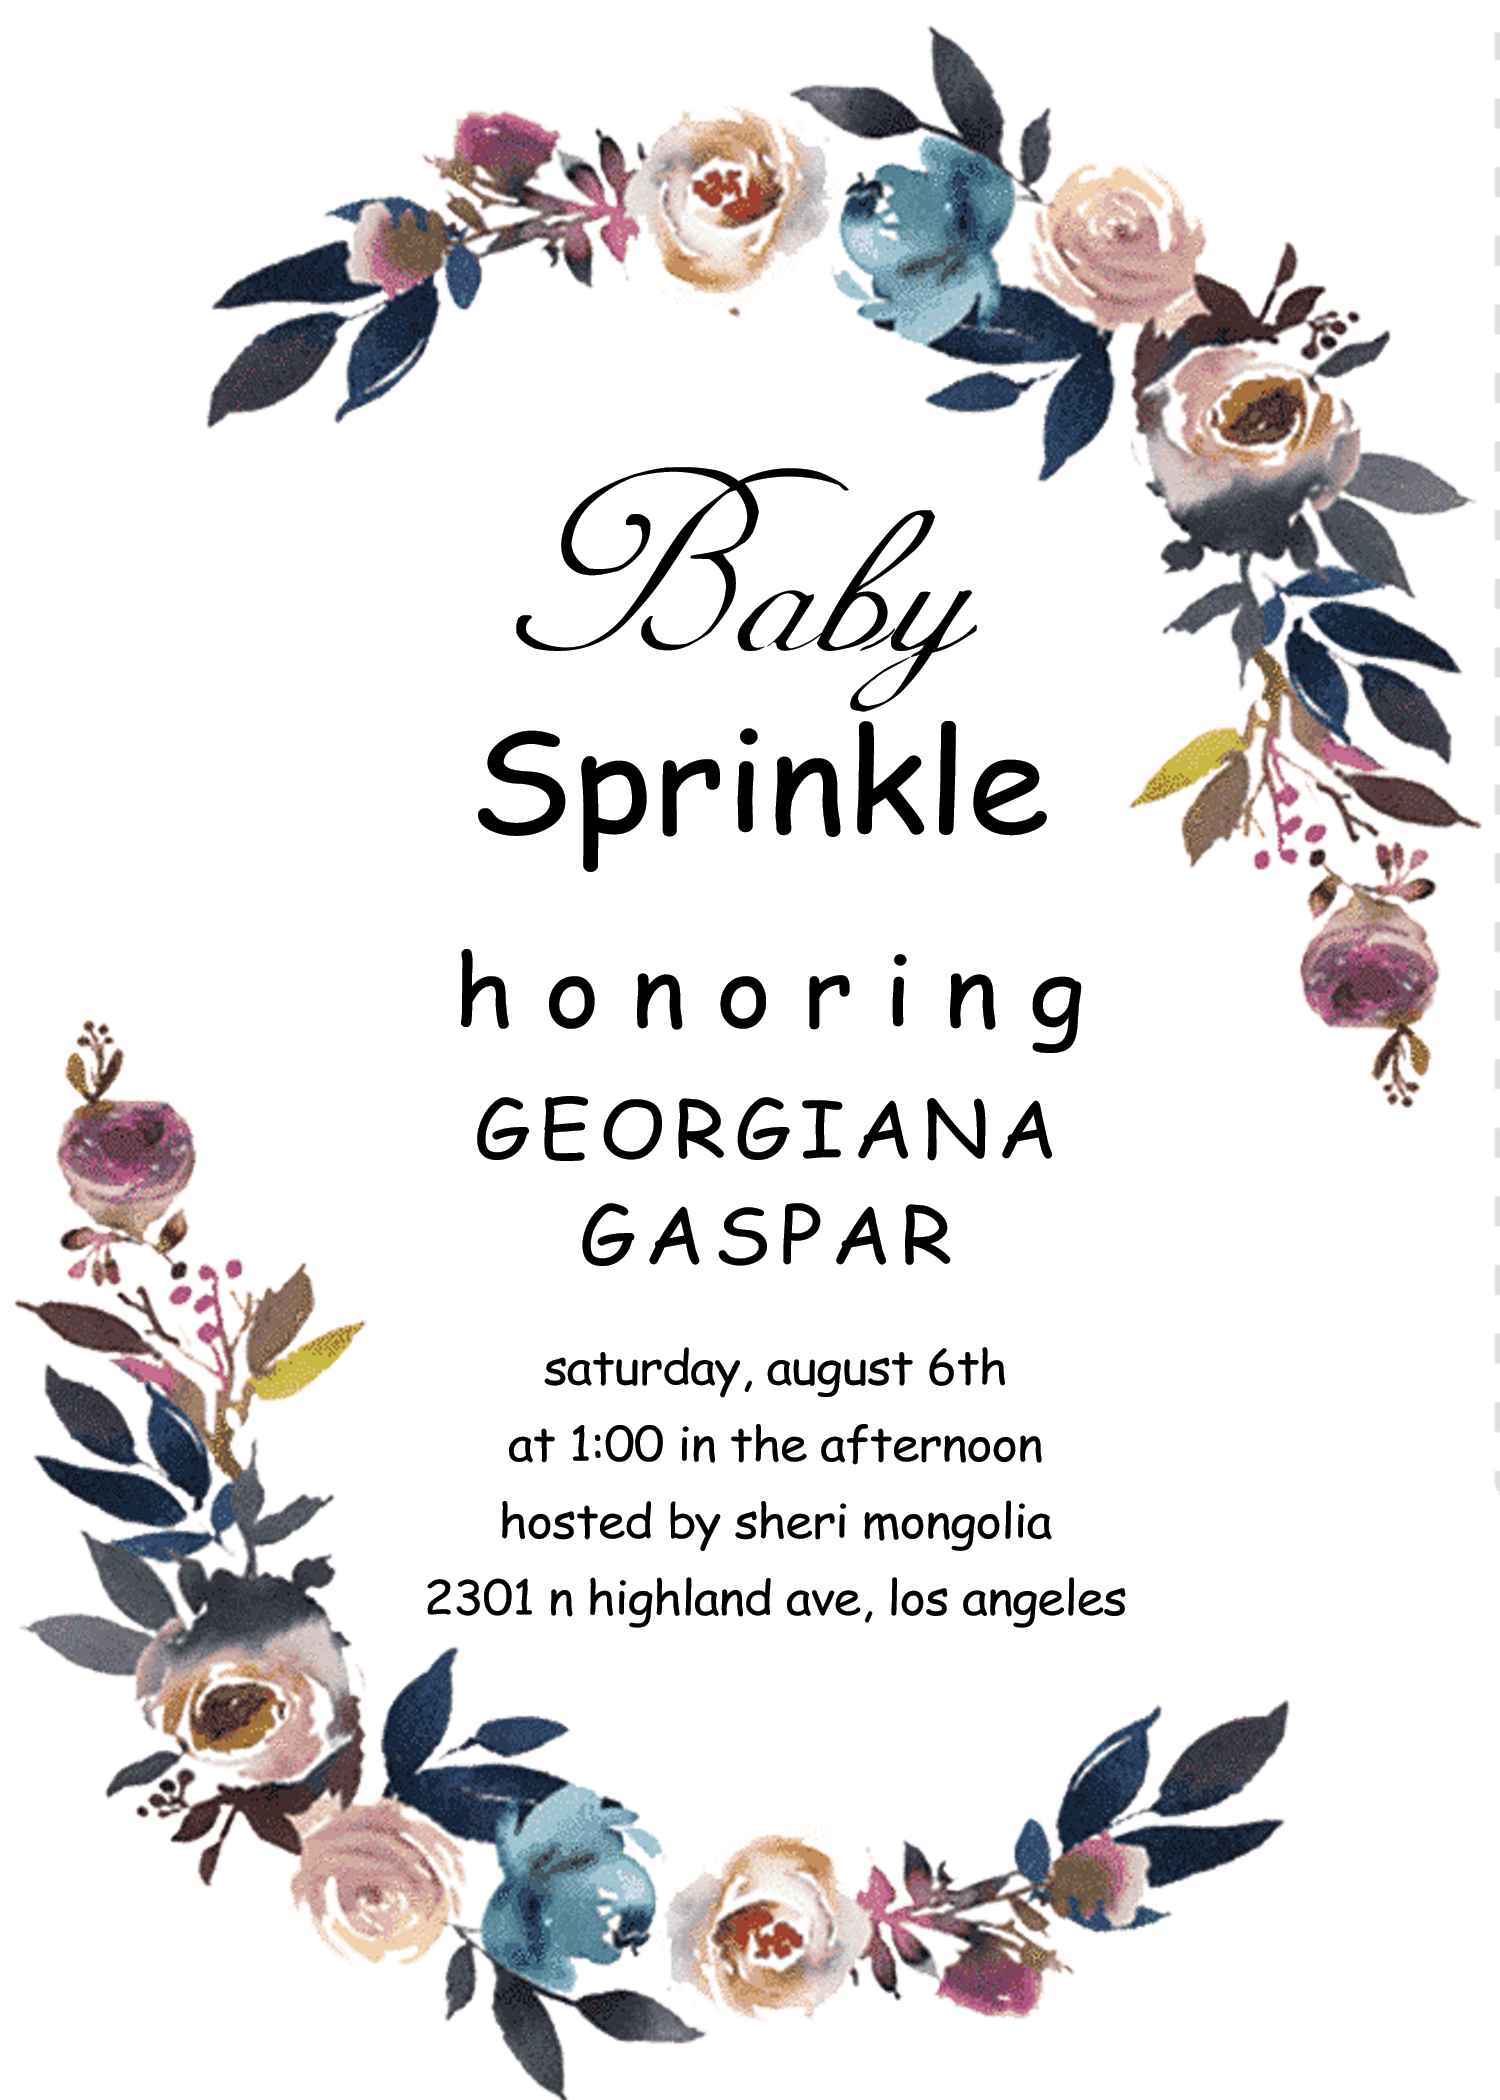 Baby
Sprinkle
honoring
GEORGIANA
GASPAR
saturday, august 6th
at 1:00 in the afternoon
hosted by sheri mongolia
2301 n highland ave, los angeles